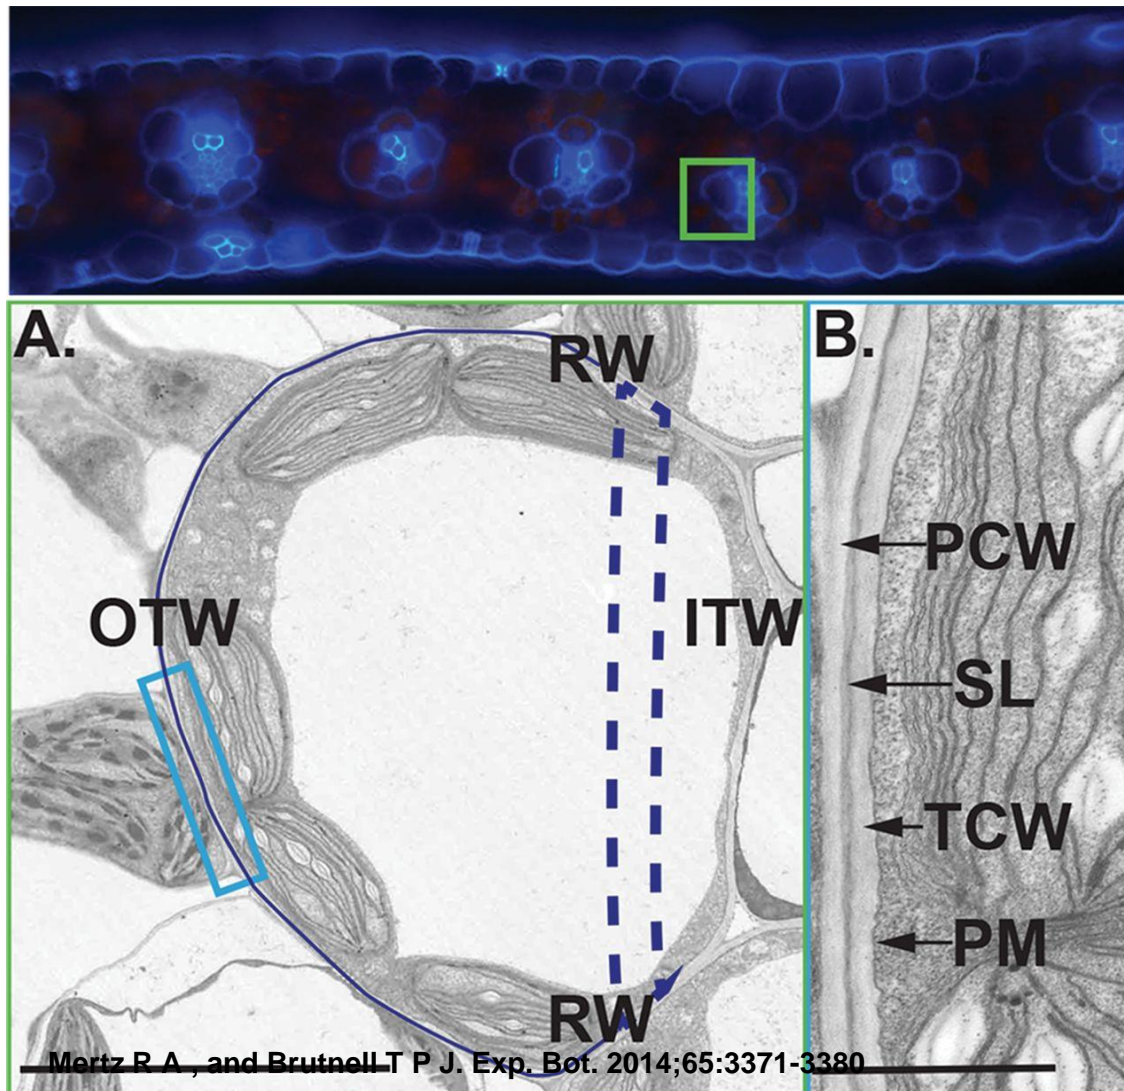 A.
B.
RW
PCW
OTW
ITW
SL
TCW
PM
RW
Mertz R A , and Brutnell T P J. Exp. Bot. 2014;65:3371-3380